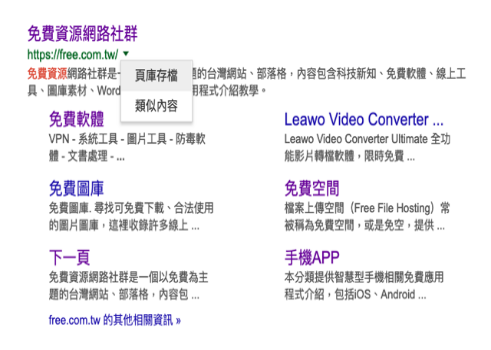 免費資源網路社群
https://free.com.tw/
免費資源網路社群是一 題的台灣網站、部落格,內容包含科技新知、免費軟體、線上工
頁庫存檔
具、圖庫素材、Word 用程式介紹教學。
類似內容
免費軟體
VPN - 系統工具 - 圖片工具 - 防毒軟
體 - 文書處理 - ...
Leawo Video Converter ...
Leawo Video Converter Ultimate 全功
能影片轉檔軟體,限時免費 ...
免費圖庫
免費圖庫. 尋找可免費下載、合法使用
的圖片圖庫,這裡收錄許多線上 ...
免費空間
檔案上傳空間(Free File Hosting)常
被稱為免費空間,或是免空,提供 ...
下一頁
免費資源網路社群是一個以免費為主
題的台灣網站、部落格,內容包 ...
手機APP
本分類提供智慧型手機相關免費應用
程式介紹,包括iOS、Android ...
free.com.tw 的其他相關資訊 »